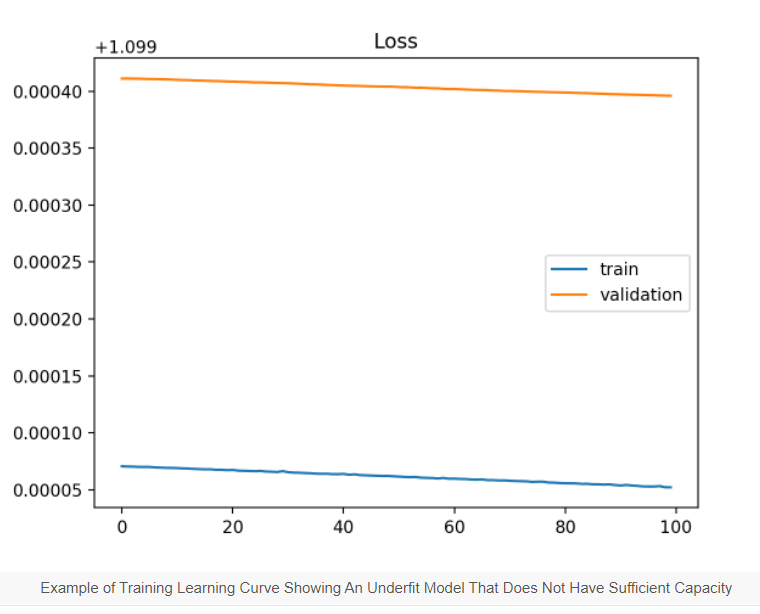 Loss
+1.099
0.00040
0.00035
0.00030
0.00025
0.00020
0.00015
0.00010
0.00005
train
validation
0 20 40 60 80 100
Example of Training Learning Curve Showing An Underfit Model That Does Not Have Sufficient Capacity